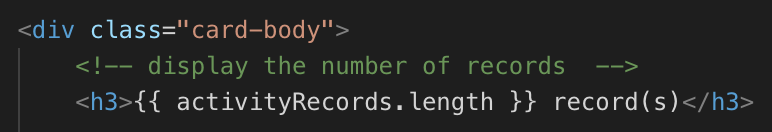 <div class="card-body">
<!-- display the number of records  -->
<h3>{{ activityRecords.length }} record(s)</h3>